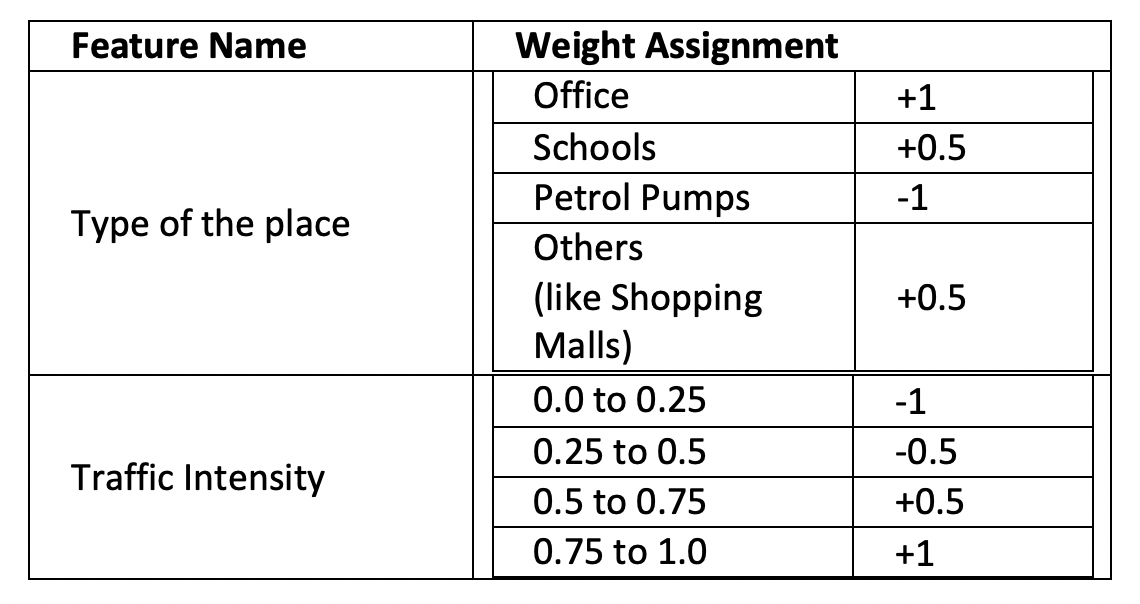 Feature Name Weight Assignment
Type of the place
Office +1
Schools +0.5
Petrol Pumps -1
Others
(like Shopping +0.5
Malls)
Traffic Intensity
0.0 to 0.25 -1
0.25 to 0.5 -0.5
0.5 to 0.75 +0.5
0.75 to 1.0 +1